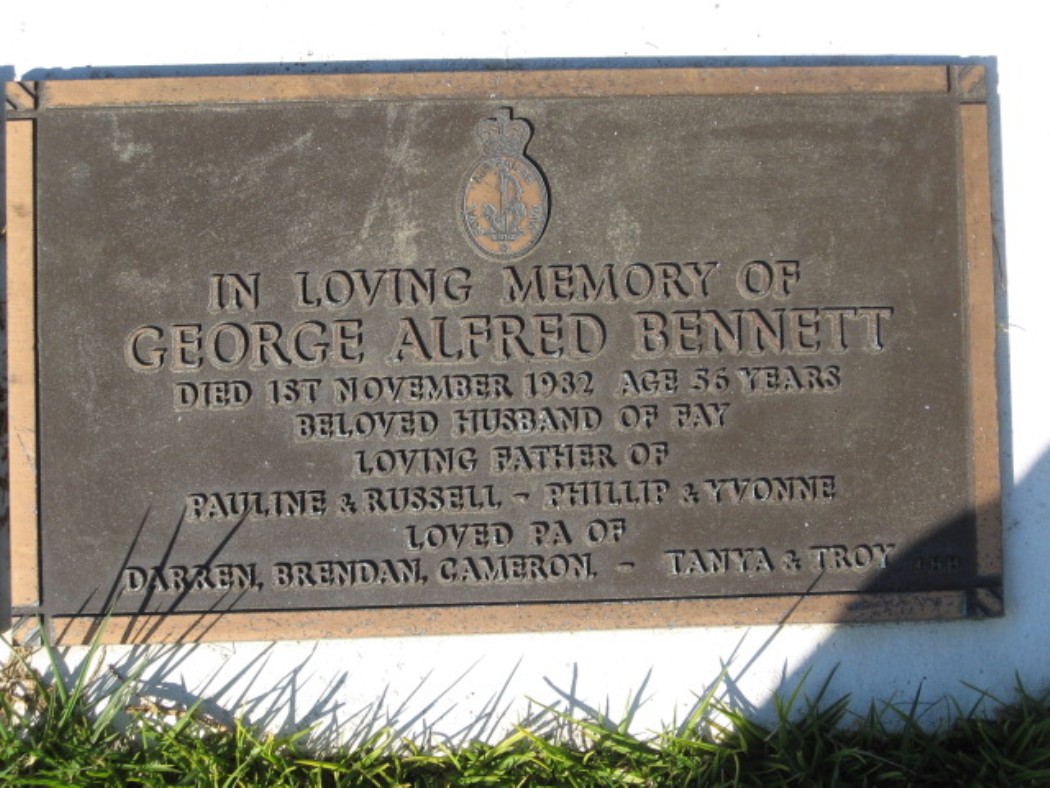 IN LOVING MEMORY OF
GEORGE ALFRED BENNETT
DIED 1ST NOVEMBER 1982 AGE 56 YEARS
BELOVED HUSBAND OF FAY
LOVING FATHER OF
PAULINE & RUSSELL - PHILLIP & YVONNE
LOVED PA OF
DARREN, BRENDAN, CAMERON, - TANYA & TROY